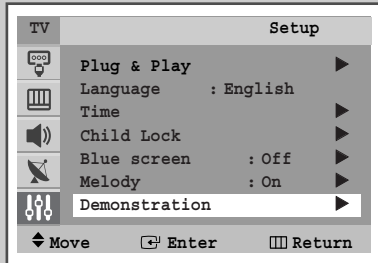 TV Setup
Plug & Play
Language : English
Time
Child Lock
Blue screen : Off
Melody : On
Demonstration
Move Enter Return